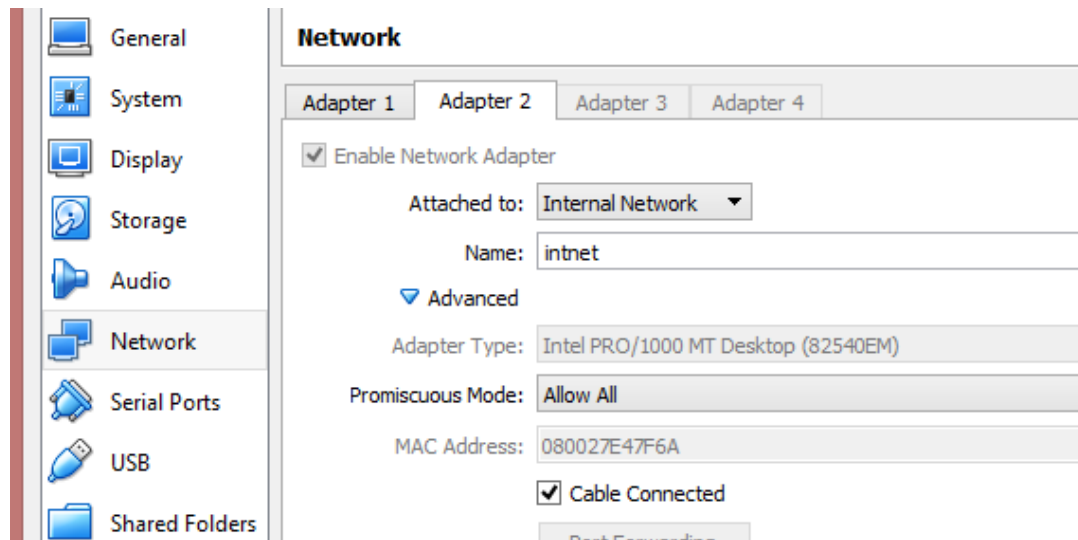 General
System
Display
Storage
Audio
Network
Serial Ports
USB
Shared Folders
Network
Adapter 1 Adapter 2 Adapter 3 Adapter 4
Enable Network Adapter
Attached to: Internal Network
Name: intnet
Advanced
Adapter Type: Intel PRO/1000 MT Desktop (82540EM)
Promiscuous Mode: Allow All
MAC Address: 080027E47F6A
Cable Connected
Port Forwarding